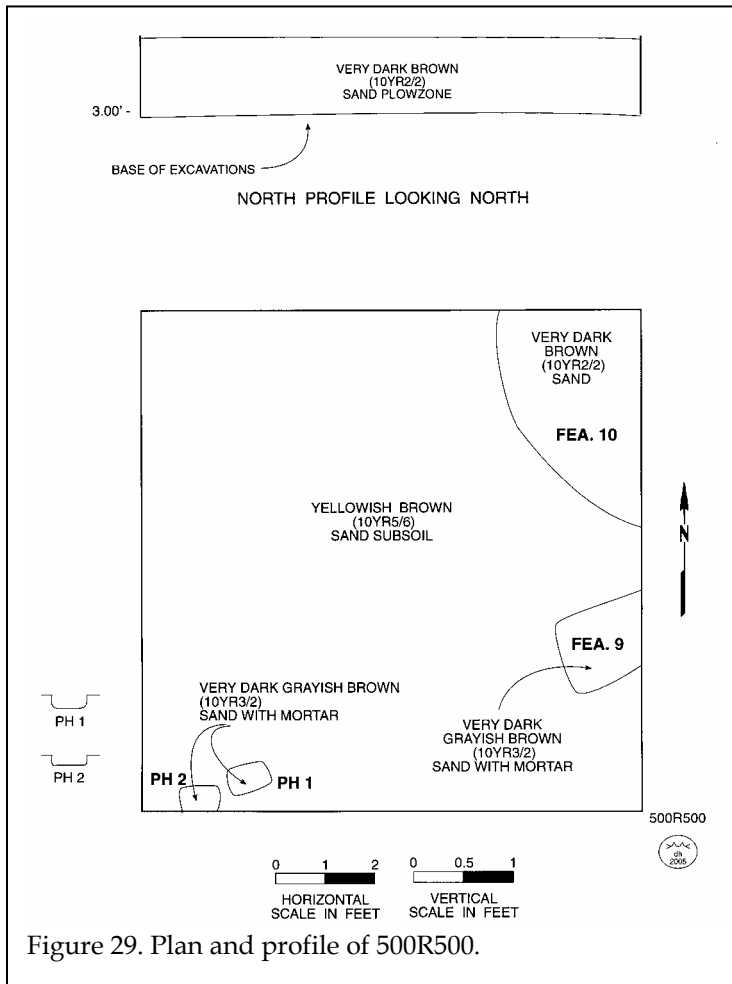 VERY DARK BROWN
(10YR2/2)
SAND PLOWZONE
3.00' -
BASE OF EXCAVATIONS
NORTH PROFILE LOOKING NORTH
VERY DARK
BROWN
(10YR2/2)
SAND
FEA. 10
YELLOWISH BROWN
(10YR5/6)
SAND SUBSOIL
N
FEA. 9
VERY DARK GRAYISH BROWN
(10YR3/2)
SAND WITH MORTAR
PH 1
VERY DARK
GRAYISH BROWN
(10YR3/2)
SAND WITH MORTAR
PH 2
PH 2
PH 1
500R500
dh
2005
0 1 2
HORIZONTAL
SCALE IN FEET
0 0.5 1
VERTICAL
SCALE IN FEET
Figure 29. Plan and profile of 500R500.